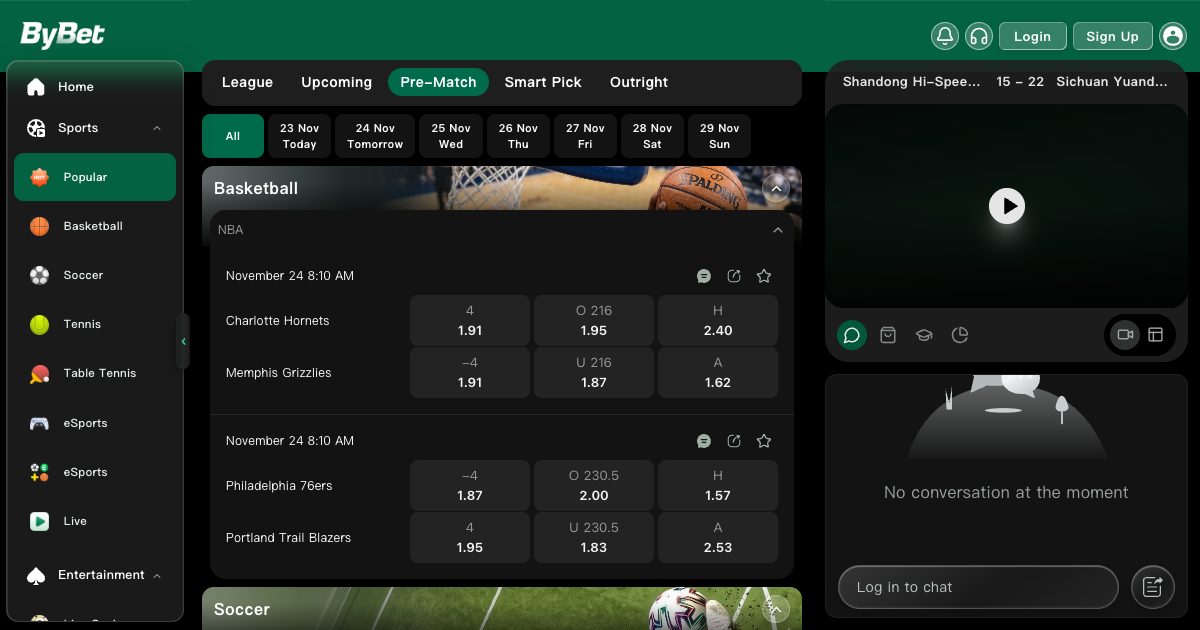 ByBet
Login
Sign Up
Home
Sports
HOT
Popular
Basketball
Soccer
Tennis
Table Tennis
eSports
eSports
Live
Entertainment
League
Upcoming
Pre-Match
Smart Pick
Outright
All
23 Nov
Today
24 Nov
Tomorrow
25 Nov
Wed
26 Nov
Thu
27 Nov
Fri
28 Nov
Sat
29 Nov
Sun
Basketball
SPALDING
NBA
November 24 8:10 AM
Charlotte Hornets
4
1.91
O 216
1.95
H
2.40
Memphis Grizzlies
-4
1.91
U 216
1.87
A
1.62
November 24 8:10 AM
Philadelphia 76ers
-4
1.87
O 230.5
2.00
H
1.57
Portland Trail Blazers
4
1.95
U 230.5
1.83
A
2.53
Soccer
Shandong Hi-Spee... 15 - 22 Sichuan Yuand...
No conversation at the moment
Log in to chat